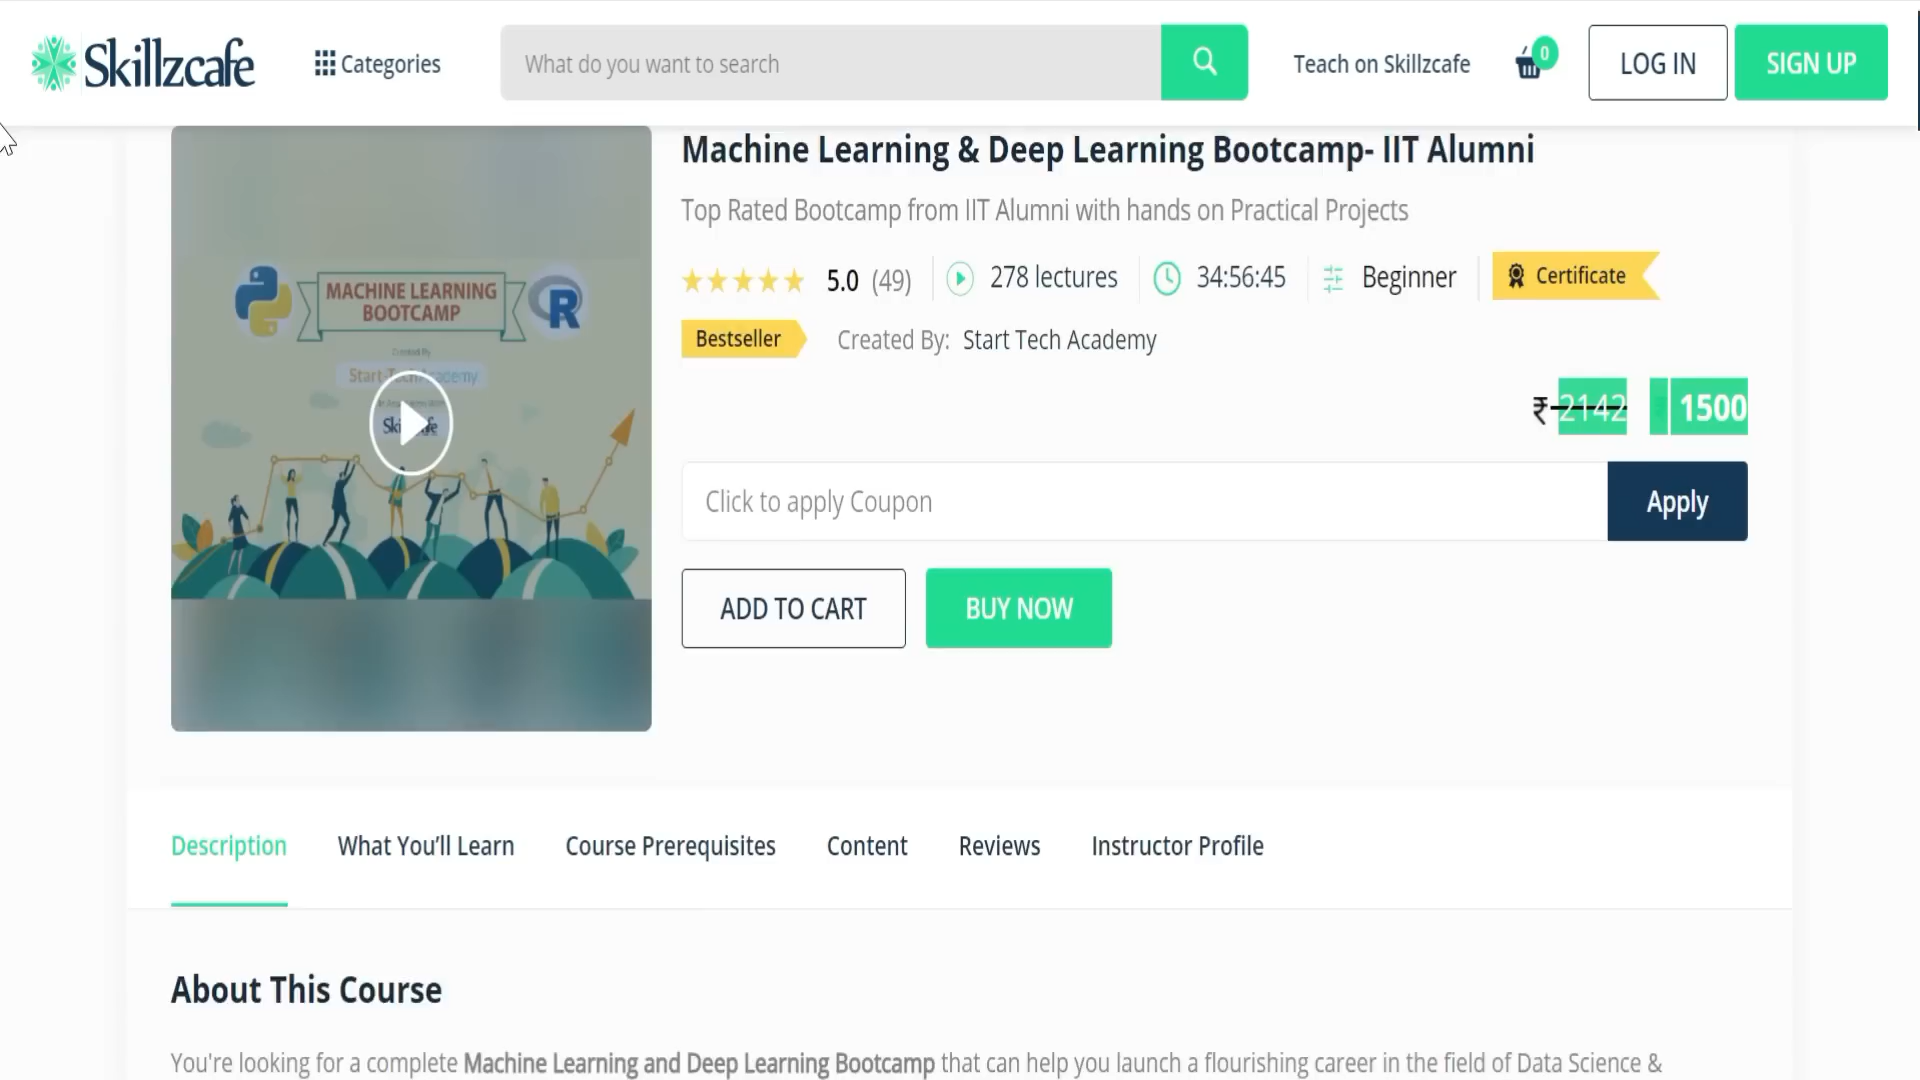 Skillzcafe
Categories
What do you want to search
Teach on Skillzcafe
0
LOG IN
SIGN UP
Machine Learning & Deep Learning Bootcamp- IIT Alumni
Top Rated Bootcamp from IIT Alumni with hands on Practical Projects
5.0 (49)
278 lectures
34:56:45
Beginner
Certificate
Bestseller
Created By: Start Tech Academy
₹ 2142 1500
Click to apply Coupon
Apply
ADD TO CART
BUY NOW
MACHINE LEARNING
BOOTCAMP
Created By
R
Description
What You’ll Learn
Course Prerequisites
Content
Reviews
Instructor Profile
About This Course
You're looking for a complete Machine Learning and Deep Learning Bootcamp that can help you launch a flourishing career in the field of Data Science &